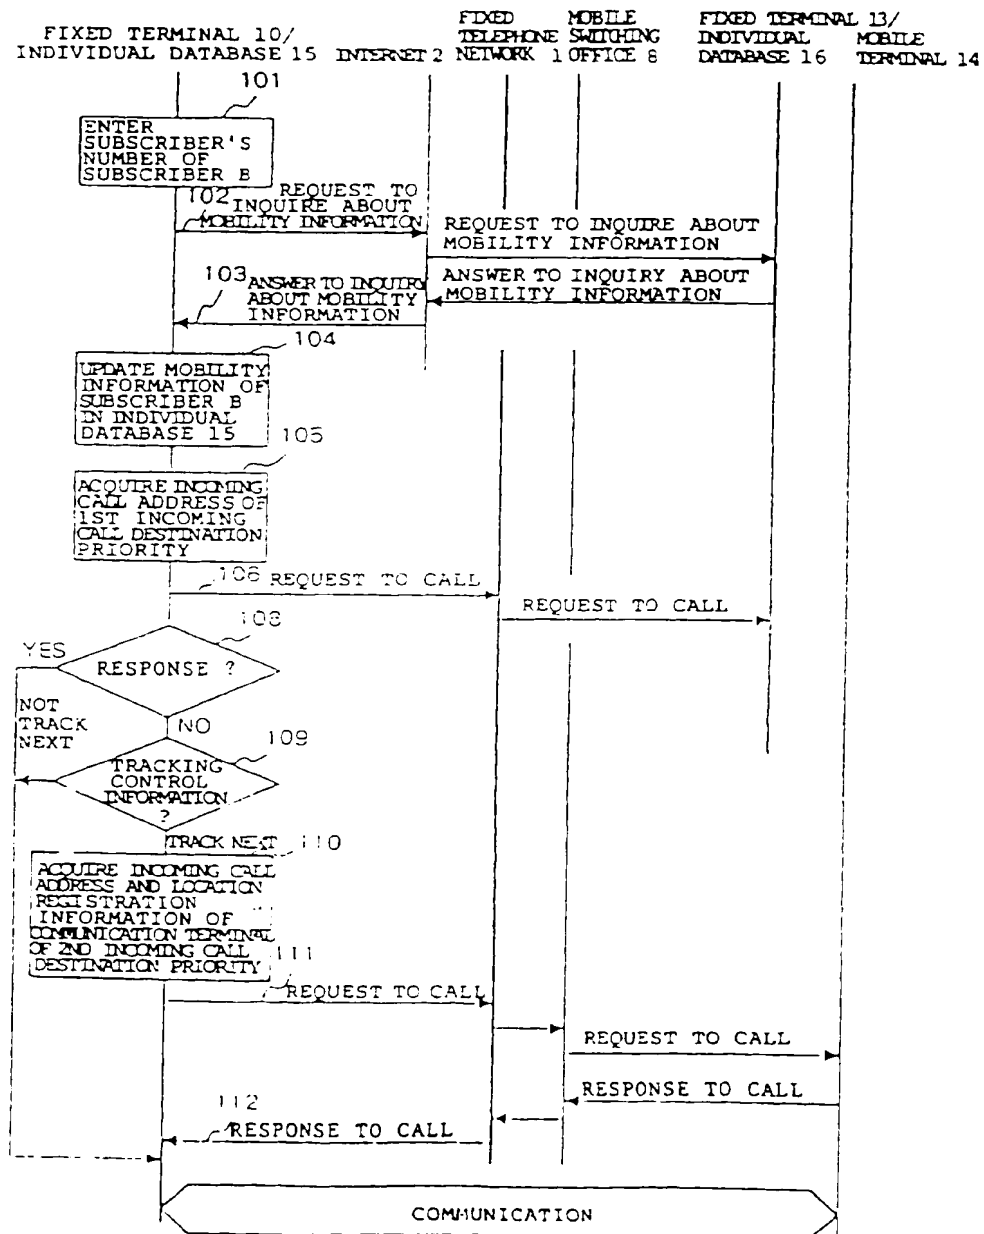 FIXED TERMINAL 10/
INDIVIDUAL DATABASE 15
INTERNET 2
FIXED
TELEPHONE
NETWORK 1
MOBILE
SWITCHING
OFFICE 8
FIXED TERMINAL 13/
INDIVIDUAL
DATABASE 16
MOBILE
TERMINAL 14
101
ENTER
SUBSCRIBER'S
NUMBER OF
SUBSCRIBER B
102
REQUEST TO
INQUIRE ABOUT
MOBILITY INFORMATION
REQUEST TO INQUIRE ABOUT
MOBILITY INFORMATION
103
ANSWER TO INQUIRY
ABOUT MOBILITY
INFORMATION
ANSWER TO INQUIRY ABOUT
MOBILITY INFORMATION
104
UPDATE MOBILITY
INFORMATION OF
SUBSCRIBER B
IN INDIVIDUAL
DATABASE 15
105
ACQUIRE INCOMING
CALL ADDRESS OF
1ST INCOMING
CALL DESTINATION
PRIORITY
106
REQUEST TO CALL
REQUEST TO CALL
108
YES
RESPONSE ?
NOT
TRACK
NEXT
NO
109
TRACKING
CONTROL
INFORMATION
?
TRACK NEXT
110
ACQUIRE INCOMING CALL
ADDRESS AND LOCATION
REGISTRATION
INFORMATION OF
COMMUNICATION TERMINAL
OF 2ND INCOMING CALL
DESTINATION PRIORITY
111
REQUEST TO CALL
REQUEST TO CALL
RESPONSE TO CALL
112
RESPONSE TO CALL
COMMUNICATION